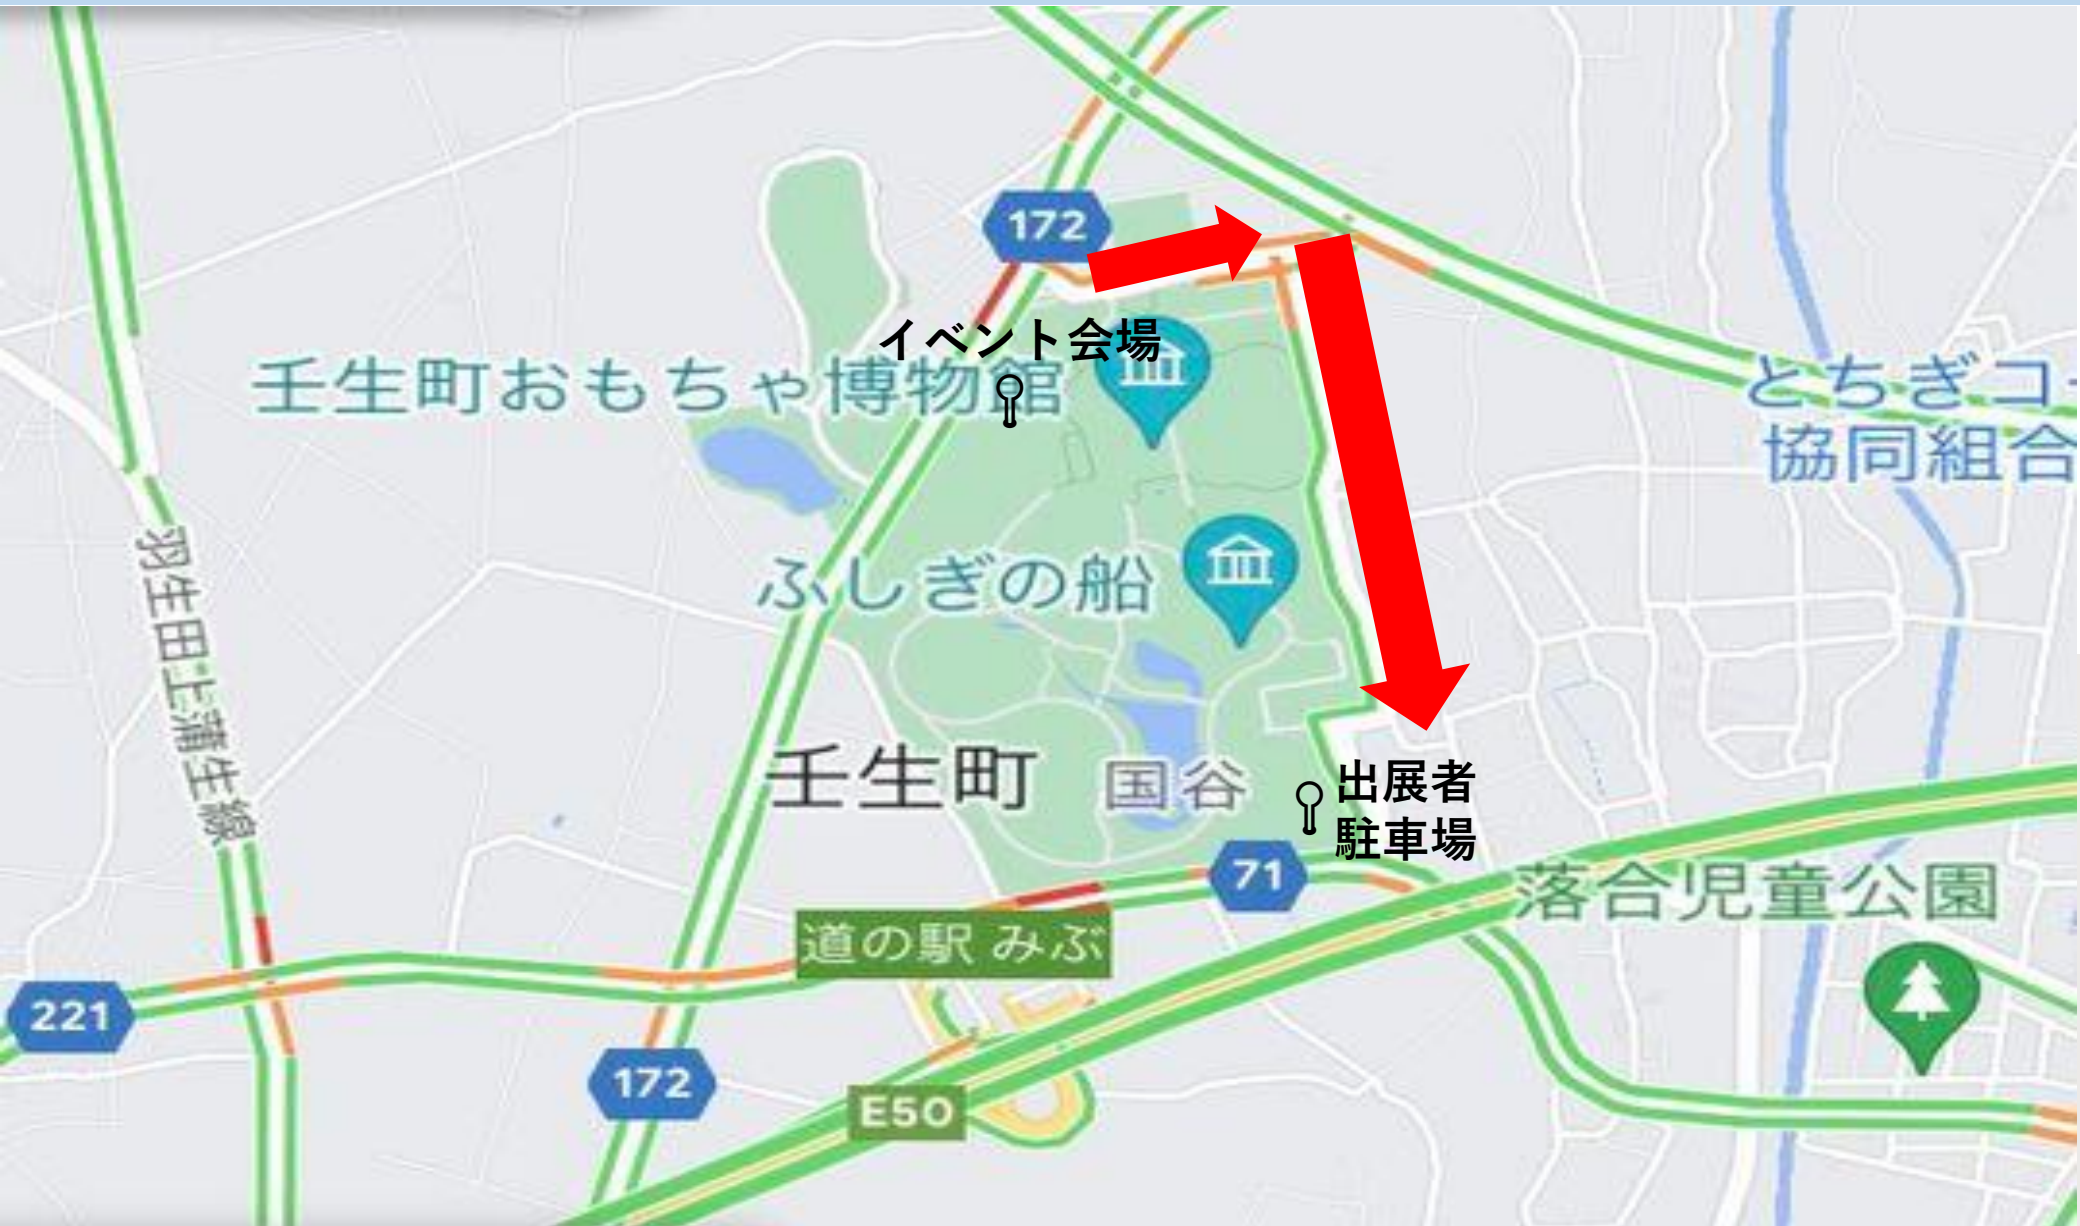 172
イベント会場
壬生町おもちゃ博物館
とちぎコー
協同組合
羽生田上蒲生線
ふしぎの船
壬生町
国谷
出展者
駐車場
71
落合児童公園
道の駅 みぶ
221
172
E50